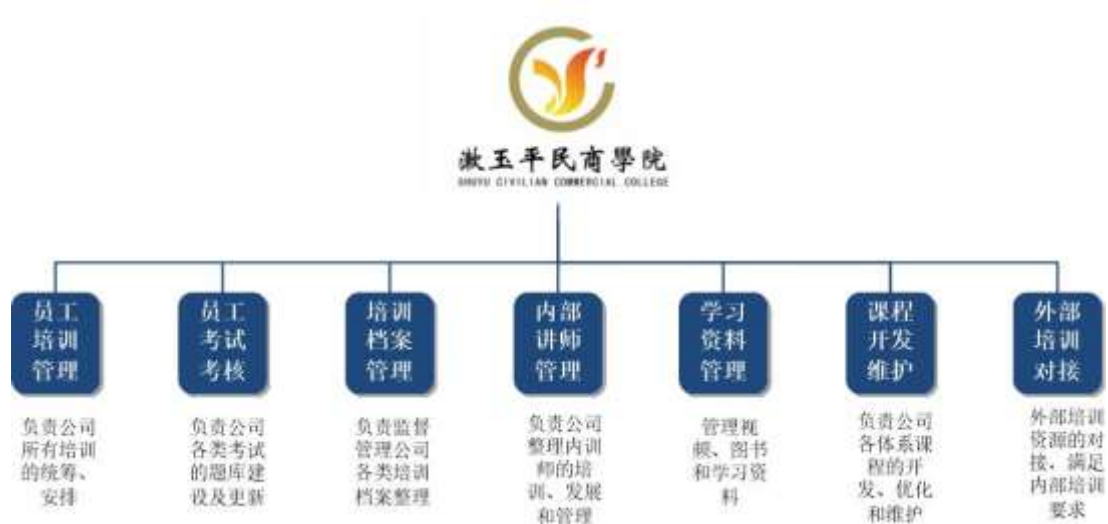 漱玉平民商學院
SHUYU CIVILIAN COMMERCIAL COLLEGE
员工
培训
管理
员工
考试
考核
培训
档案
管理
内部
讲师
管理
学习
资料
管理
课程
开发
维护
外部
培训
对接
负责公司
所有培训
的统筹、
安排
负责公司
各类考试
的题库建
设及更新
负责监督
管理公司
各类培训
档案整理
负责公司
整理内训
师的培
训、发展
和管理
管理视
频、图书
和学习资
料
负责公司
各体系课
程的开
发、优化
和维护
外部培训
资源的对
接，满足
内部培训
要求